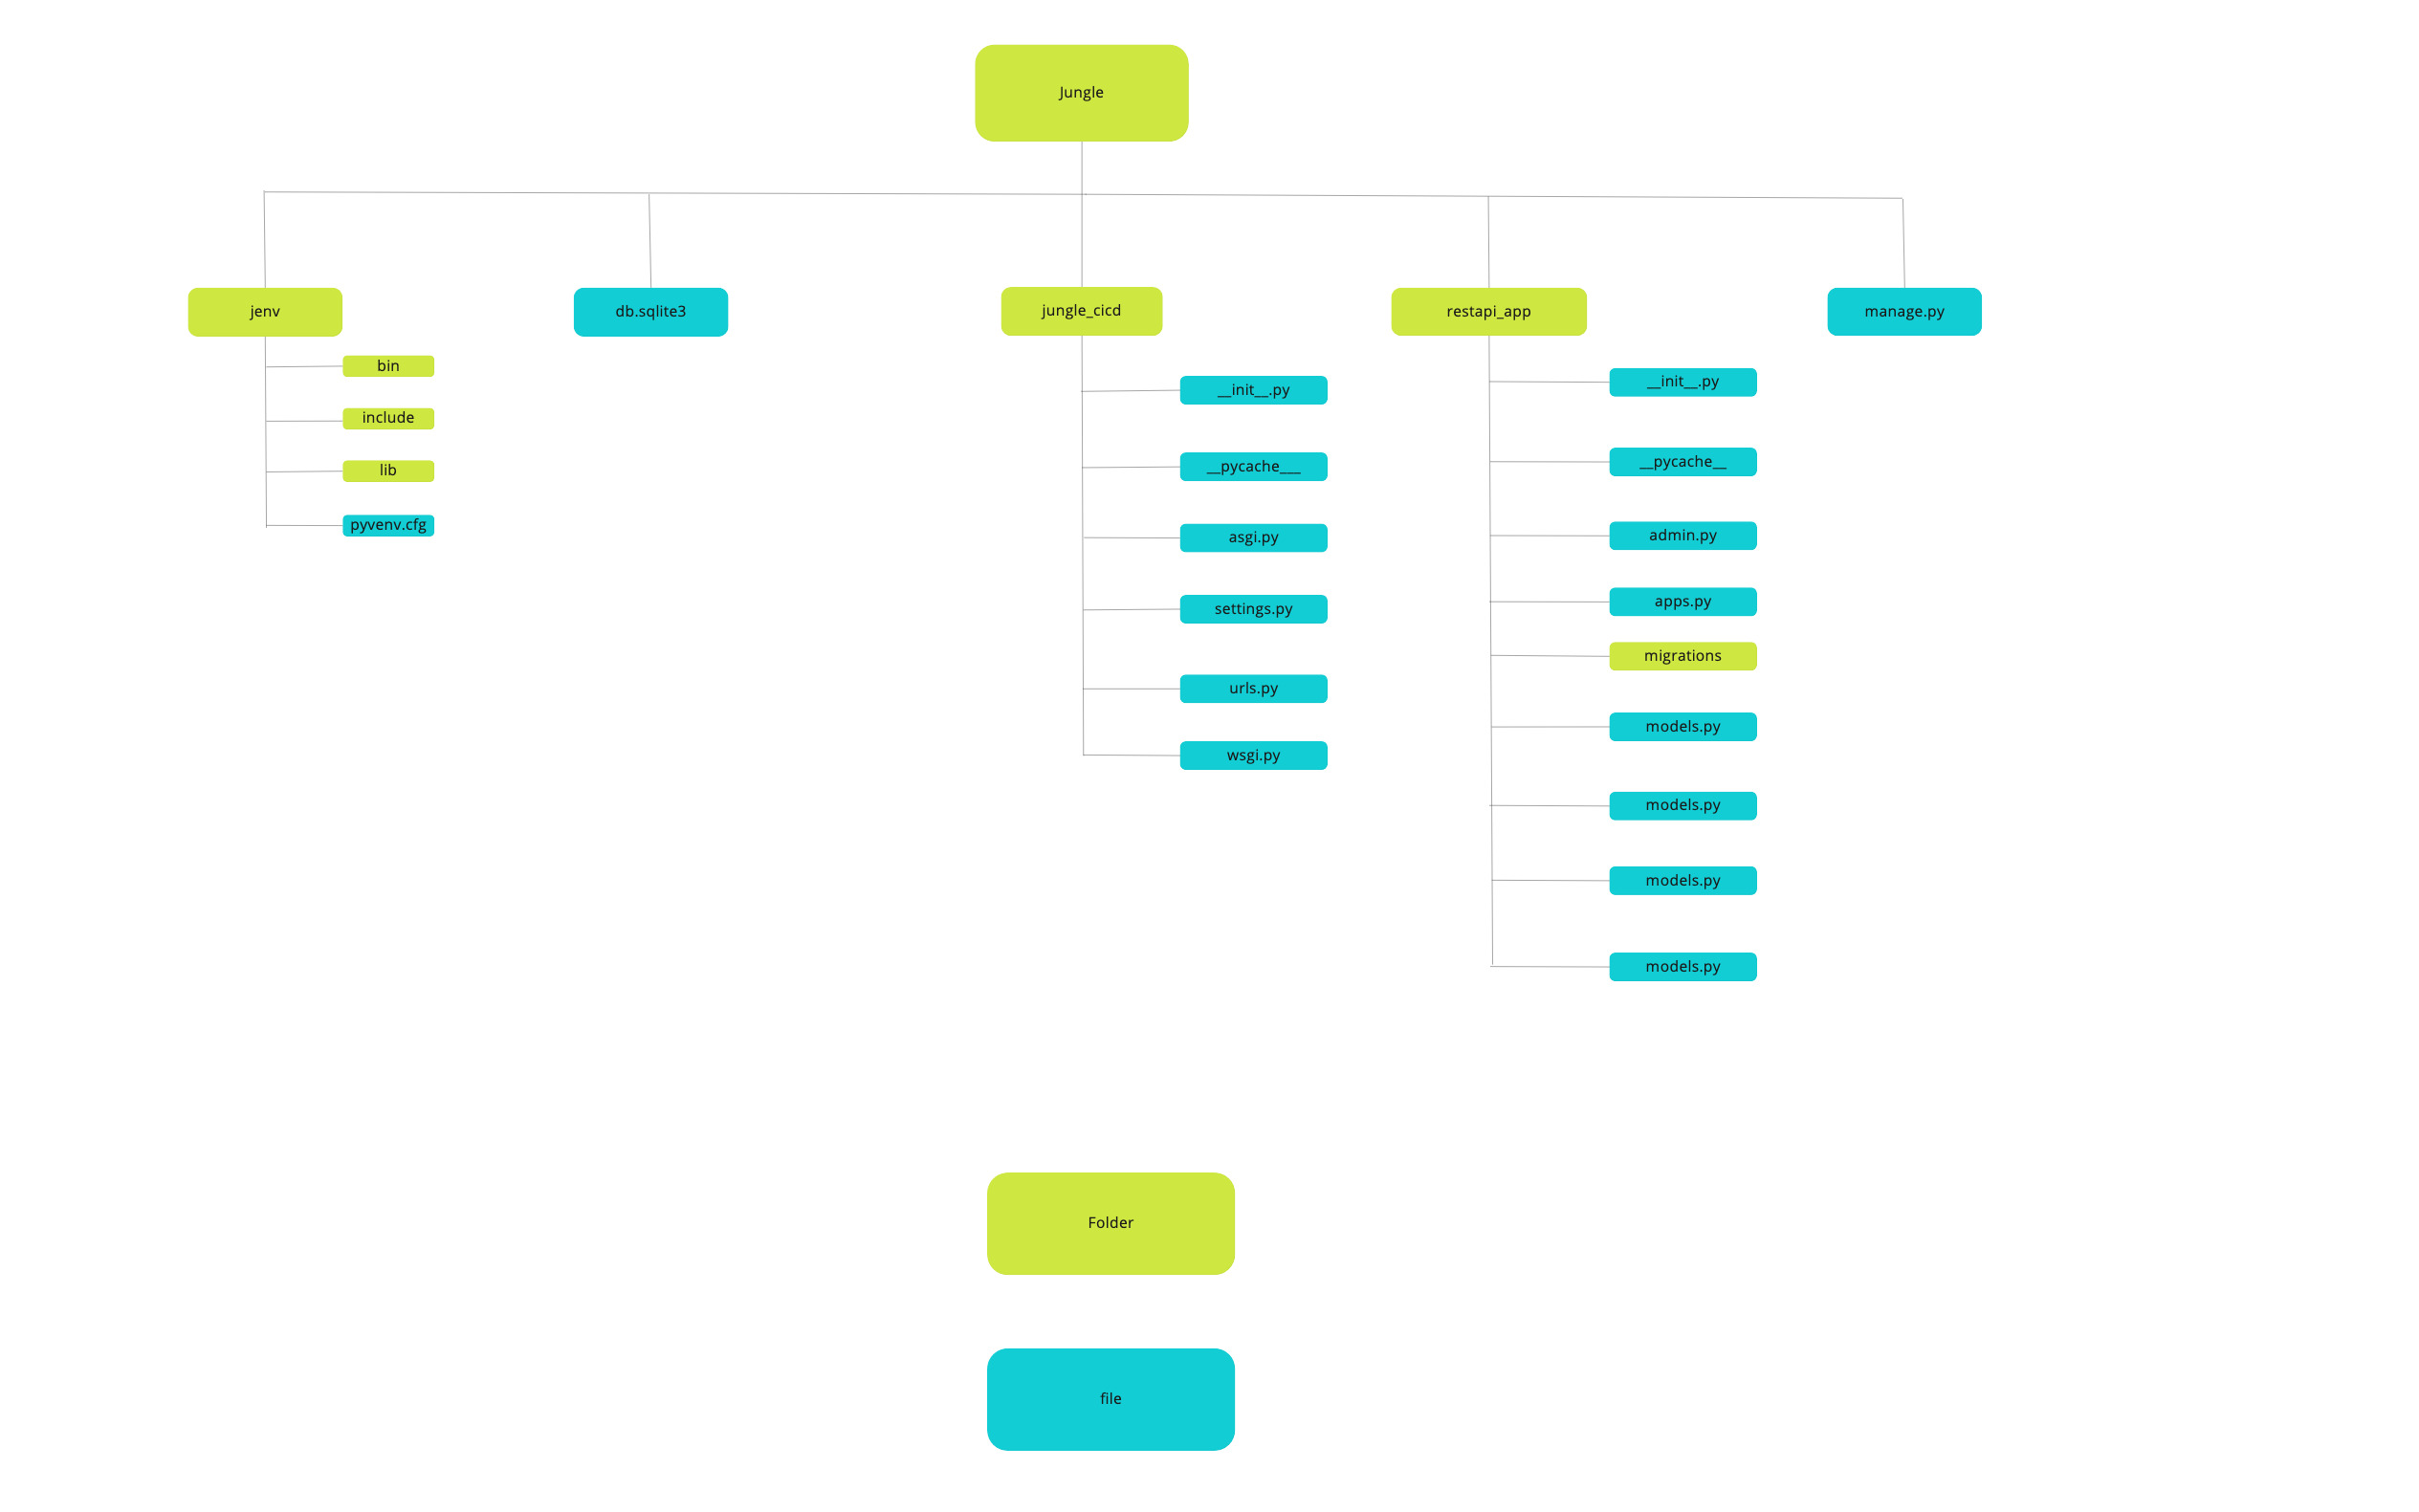 Jungle
jenv
db.sqlite3
jungle_cicd
restapi_app
manage.py
bin
include
lib
pyvenv.cfg
__init__.py
__pycache___
asgi.py
settings.py
urls.py
wsgi.py
__init__.py
__pycache__
admin.py
apps.py
migrations
models.py
models.py
models.py
models.py
Folder
file